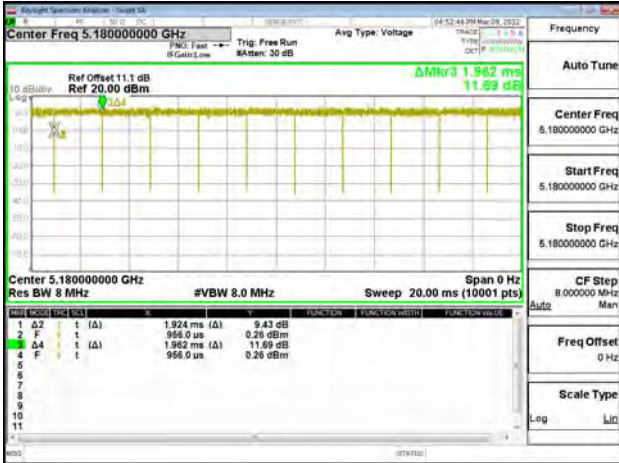 Keysight Spectrum Analyzer - Swept SA
04:52:46 PM Mar 09, 2022
Center Freq 5.180000000 GHz
PNO: Fast
IFGain:Low
Trig: Free Run
#Atten: 30 dB
Avg Type: Voltage
TRACE
TYPE
DET
Frequency
Auto Tune
Ref Offset 11.1 dB
Ref 20.00 dBm
10 dB/div
Log
ΔMkr3 1.962 ms
11.69 dB
3Δ4
Center Freq
5.180000000 GHz
Start Freq
5.180000000 GHz
Stop Freq
5.180000000 GHz
CF Step
8.000000 MHz
Auto Man
Freq Offset
0 Hz
Scale Type
Log Lin
Center 5.180000000 GHz
Span 0 Hz
Res BW 8 MHz
#VBW 8.0 MHz
Sweep 20.00 ms (10001 pts)
MKR MODE TRC SCL X Y FUNCTION FUNCTION WIDTH FUNCTION VALUE
1 Δ2 t (Δ) 1.924 ms (Δ) 9.43 dB
2 F t 956.0 µs 0.26 dBm
3 Δ4 t (Δ) 1.962 ms (Δ) 11.69 dB
4 F t 956.0 µs 0.26 dBm
5
6
7
8
9
10
11
MSG
STATUS